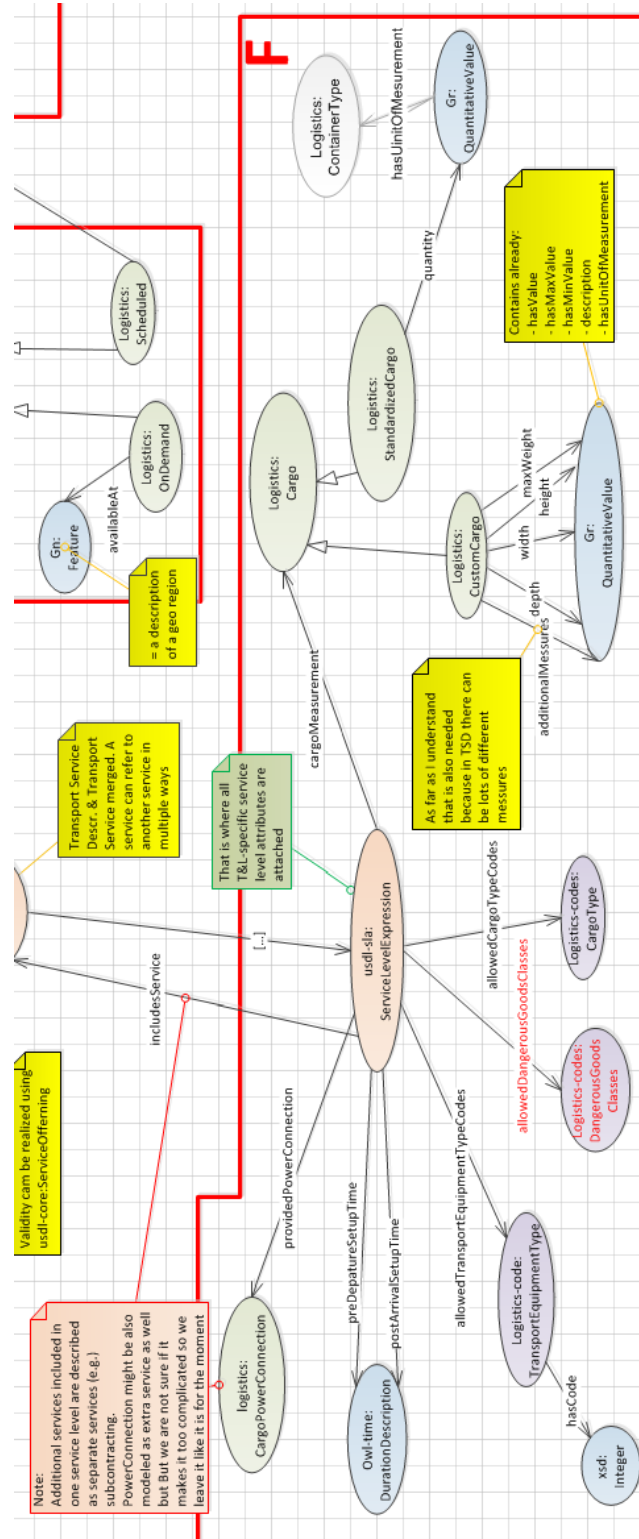 Note:
Additional services included in
one service level are described
as separate services (e.g.)
subcontracting.
PowerConnection might be also
modeled as extra service as well
but But we are not sure if it
makes it too complicated so we
leave it like it is for the moment
Validity cam be realized using
usdl-core:ServiceOfferning
Transport Service
Descr. & Transport
Service merged. A
service can refer to
another service in
multiple ways
includesService
[...]
Gn:
Feature
availableAt
= a description
of a geo region
Logistics:
OnDemand
Logistics:
Scheduled
F
That is where all
T&L-specific service
level attributes are
attached
logistics:
CargoPowerConnection
providedPowerConnection
usdl-sla:
ServiceLevelExpression
cargoMeasurement
Logistics:
Cargo
Logistics:
ContainerType
hasUinitOfMesurement
Logistics:
StandardizedCargo
quantity
Gr:
QuantitativeValue
Owl-time:
DurationDescription
preDepatureSetupTime
postArrivalSetupTime
allowedTransportEquipmentTypeCodes
allowedDangerousGoodsClasses
allowedCargoTypeCodes
As far as I understand
that is also needed
because in TSD there can
be lots of different
messures
Logistics:
CustomCargo
additionalMessures
depth
width
height
maxWeight
Contains already:
- hasValue
- hasMaxValue
- hasMinValue
- description
- hasUnitOfMeasurement
Logistics-code:
TransportEquipmentType
Logistics-codes:
DangerousGoods
Classes
Logistics-codes:
CargoType
Gr:
QuantitativeValue
hasCode
xsd:
Integer